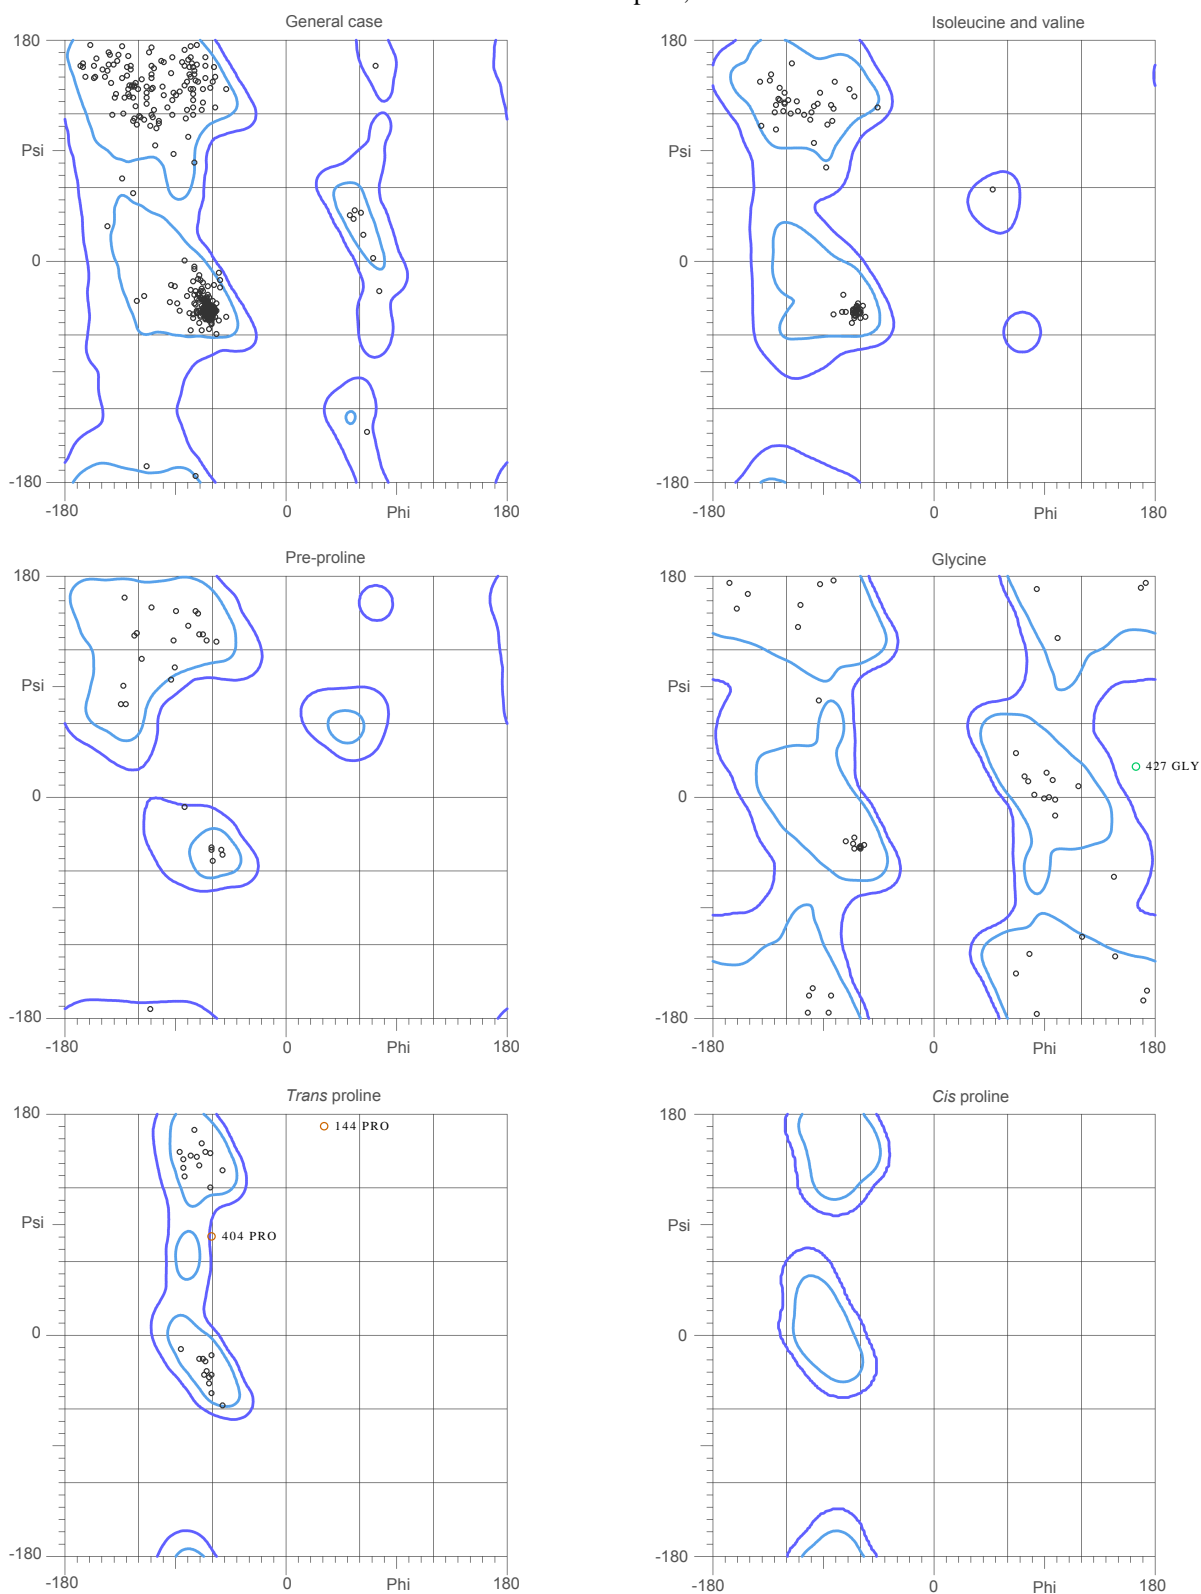 General case
Isoleucine and valine
180
180
Psi
Psi
0
0
-180
-180
-180
0
Phi
180
-180
0
Phi
180
Pre-proline
Glycine
180
180
Psi
Psi
427 GLY
0
0
-180
-180
-180
0
Phi
180
-180
0
Phi
180
Trans proline
Cis proline
180
180
144 PRO
Psi
Psi
404 PRO
0
0
-180
-180
-180
0
Phi
180
-180
0
Phi
180